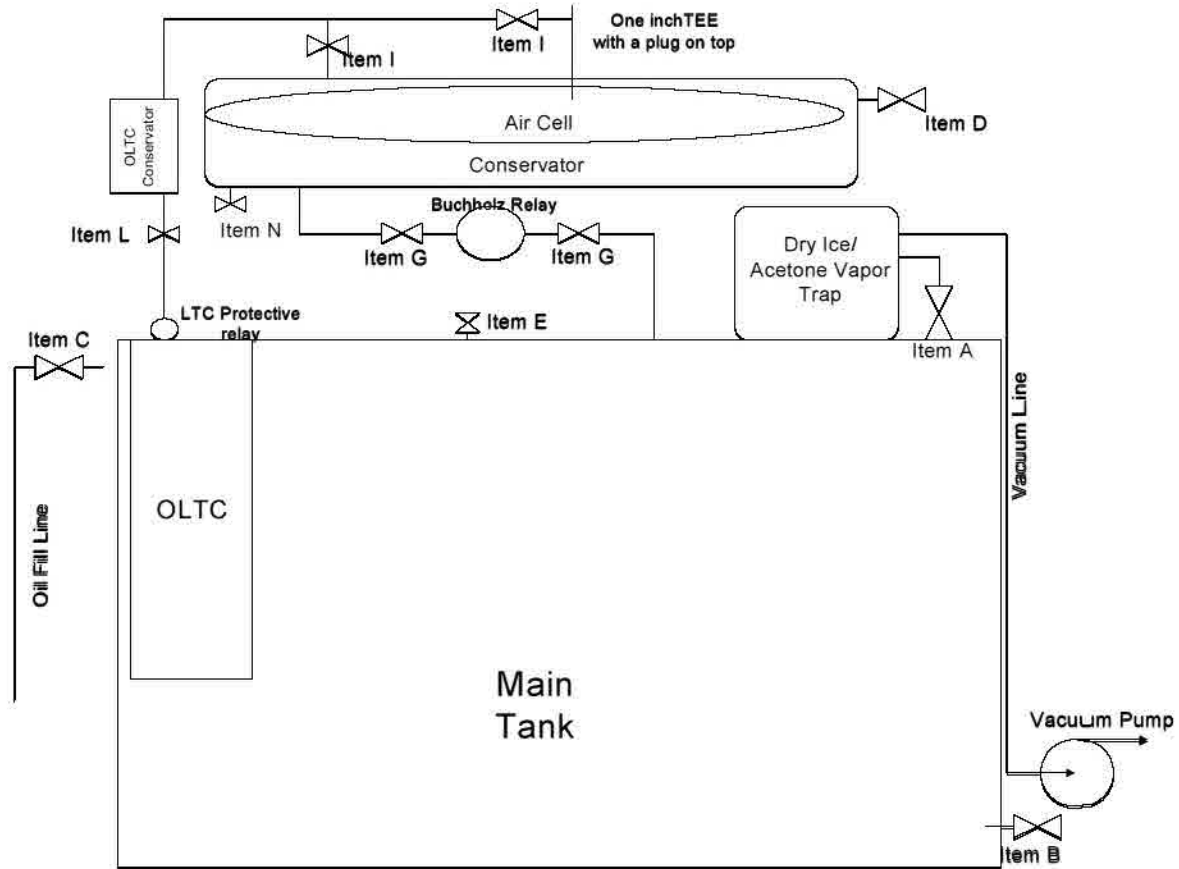 One inchTEE
with a plug on top
Item I
Item I
Air Cell
Conservator
Item D
OLTC
Conservator
Item N
Buchholz Relay
Item L
Item G
Item G
Dry Ice/
Acetone Vapor
Trap
LTC Protective
relay
Item E
Item C
Item A
Oil Fill Line
OLTC
Vacuum Line
Main
Tank
Vacuum Pump
Item B